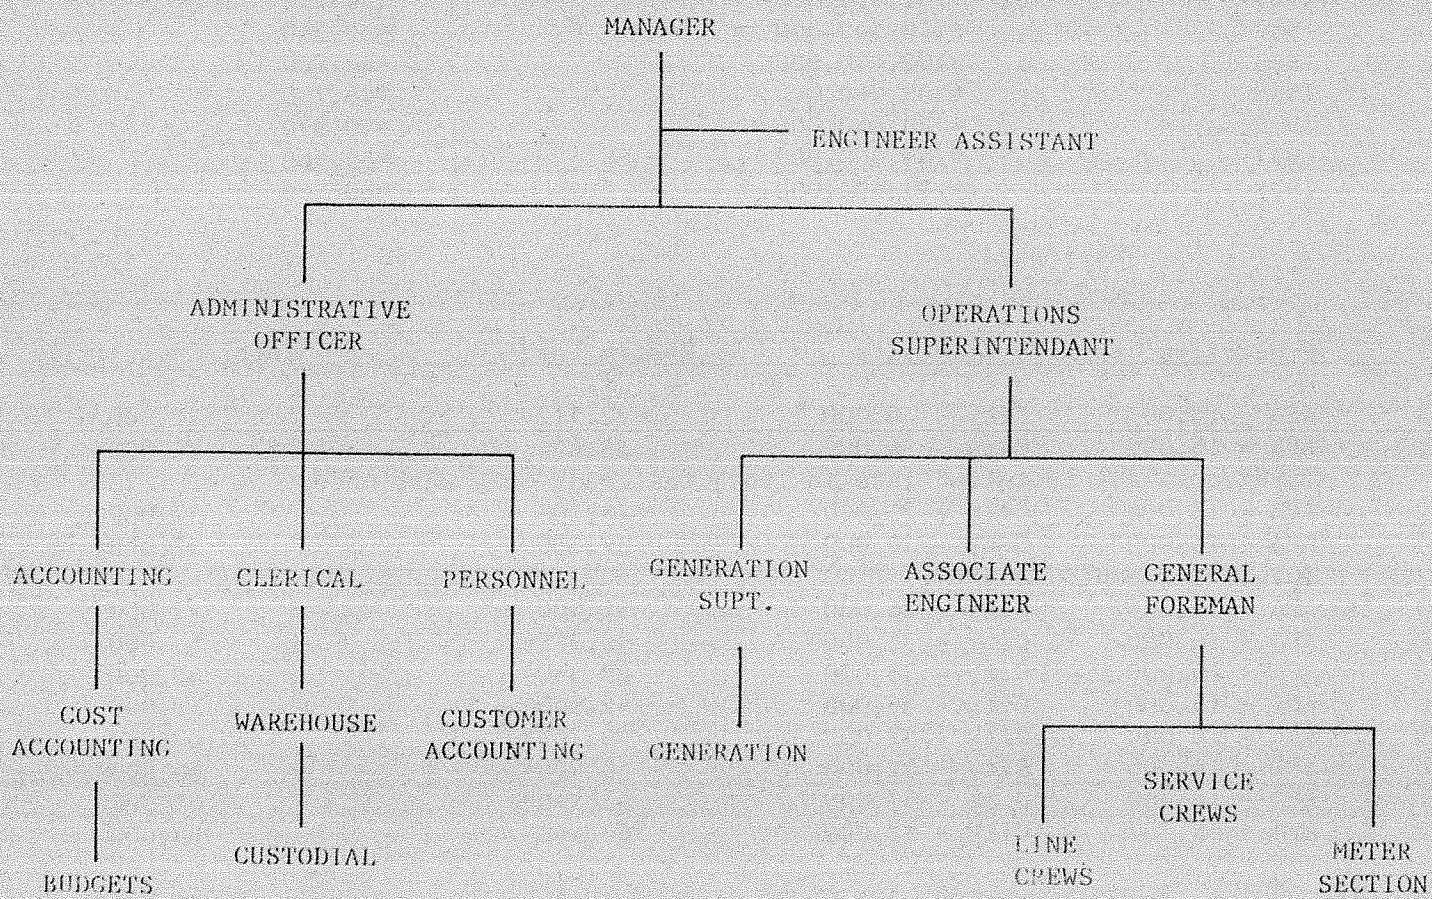 MANAGER
ENGINEER ASSISTANT
ADMINISTRATIVE
OFFICER
OPERATIONS
SUPERINTENDANT
ACCOUNTING
CLERICAL
PERSONNEL
GENERATION
SUPT.
ASSOCIATE
ENGINEER
GENERAL
FOREMAN
COST
ACCOUNTING
WAREHOUSE
CUSTOMER
ACCOUNTING
GENERATION
SERVICE
CREWS
BUDGETS
CUSTODIAL
LINE
CREWS
METER
SECTION